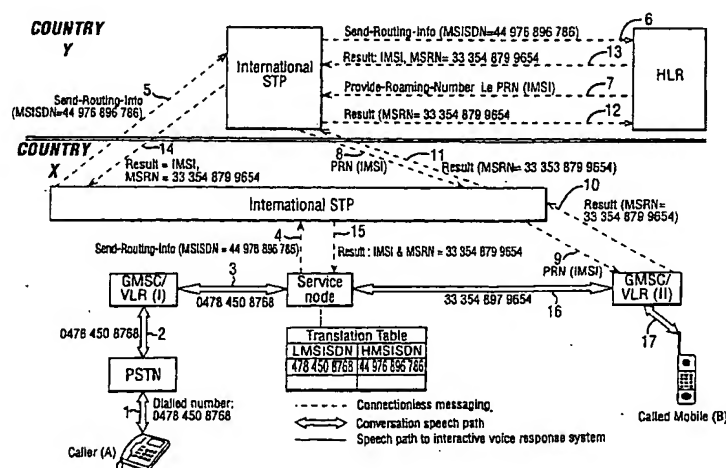 COUNTRY
Y
Send-Routing-Info (MSISDN=44 976 896,786)
6
Result: IMSI, MSRN= 33 354 879 9654
13
International
STP
HLR
5
Provide-Roaming-Number i.e PRN (IMSI)
7
Send-Routing-Info
(MSISDN=44 976 896 786)
Result (MSRN= 33 354 879 9654)
12
14
COUNTRY
X
Result = IMSI,
MSRN = 33 354 879 9654
8
PRN (IMSI)
11
Result (MSRN= 33 353 879 9654)
10
International STP
Result (MSRN=
33 354 879 9654)
4
15
Send-Routing-Info (MSISDN = 44 976 896 786)
Result : IMSI & MSRN = 33 354 879 9654
9
PRN (IMSI)
GMSC/
VLR (I)
3
0478 450 8768
Service
node
33 354 897 9654
16
GMSC/
VLR (II)
0478 450 8768
2
17
Translation Table
LMSISDN HMSISDN
478 450 8768 44 976 896 786
PSTN
1
Dialled number;
0478 450 8768
Connectionless messaging
Conversation speech path
Speech path to interactive voice response system
Caller (A)
Called Mobile (B)